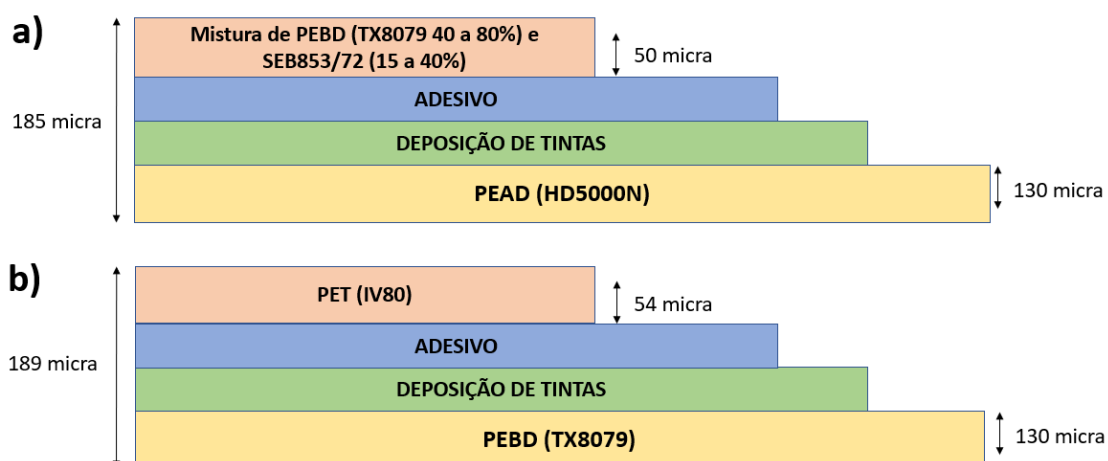 a)
Mistura de PEBD (TX8079 40 a 80%) e
SEB853/72 (15 a 40%)
50 micra
ADESIVO
185 micra
DEPOSIÇÃO DE TINTAS
PEAD (HD5000N)
130 micra
b)
PET (IV80)
54 micra
ADESIVO
189 micra
DEPOSIÇÃO DE TINTAS
PEBD (TX8079)
130 micra